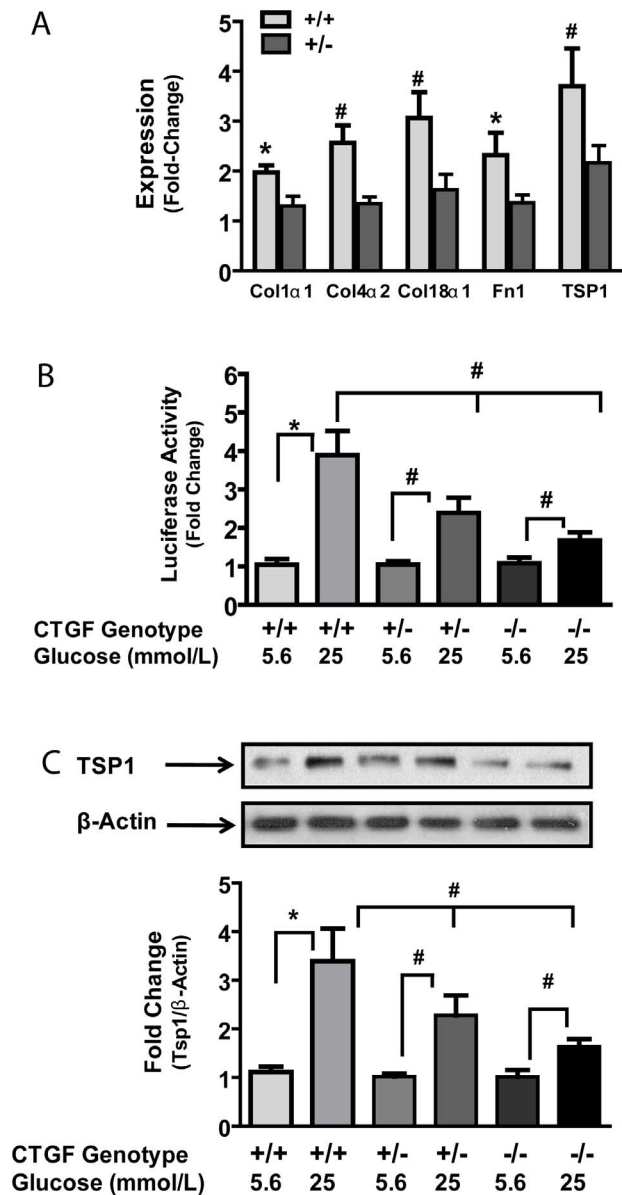 A
Expression
(Fold-Change)
5
4
3
2
1
0
+/+
+/-
* # # * #
Col1α1 Col4α2 Col18α1 Fn1 TSP1
B
Luciferase Activity
(Fold Change)
6
5
4
3
2
1
0
#
* # #
CTGF Genotype +/+ +/+ +/- +/- -/- -/-
Glucose (mmol/L) 5.6 25 5.6 25 5.6 25
C
TSP1
β-Actin
Fold Change
(Tsp1/β-Actin)
5
4
3
2
1
0
#
* # #
CTGF Genotype +/+ +/+ +/- +/- -/- -/-
Glucose (mmol/L) 5.6 25 5.6 25 5.6 25